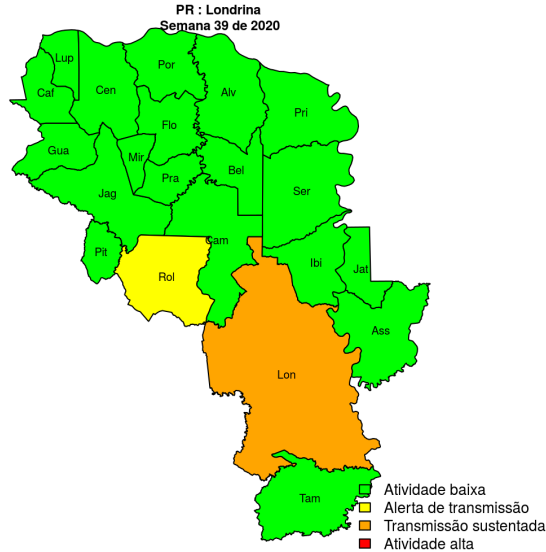 PR : Londrina
Semana 39 de 2020
Lup
Por
Caf
Cen
Alv
Pri
Flo
Gua
Mir
Bel
Pra
Jag
Ser
Cam
Pit
Ibi
Jat
Rol
Ass
Lon
Tam
Atividade baixa
Alerta de transmissão
Transmissão sustentada
Atividade alta